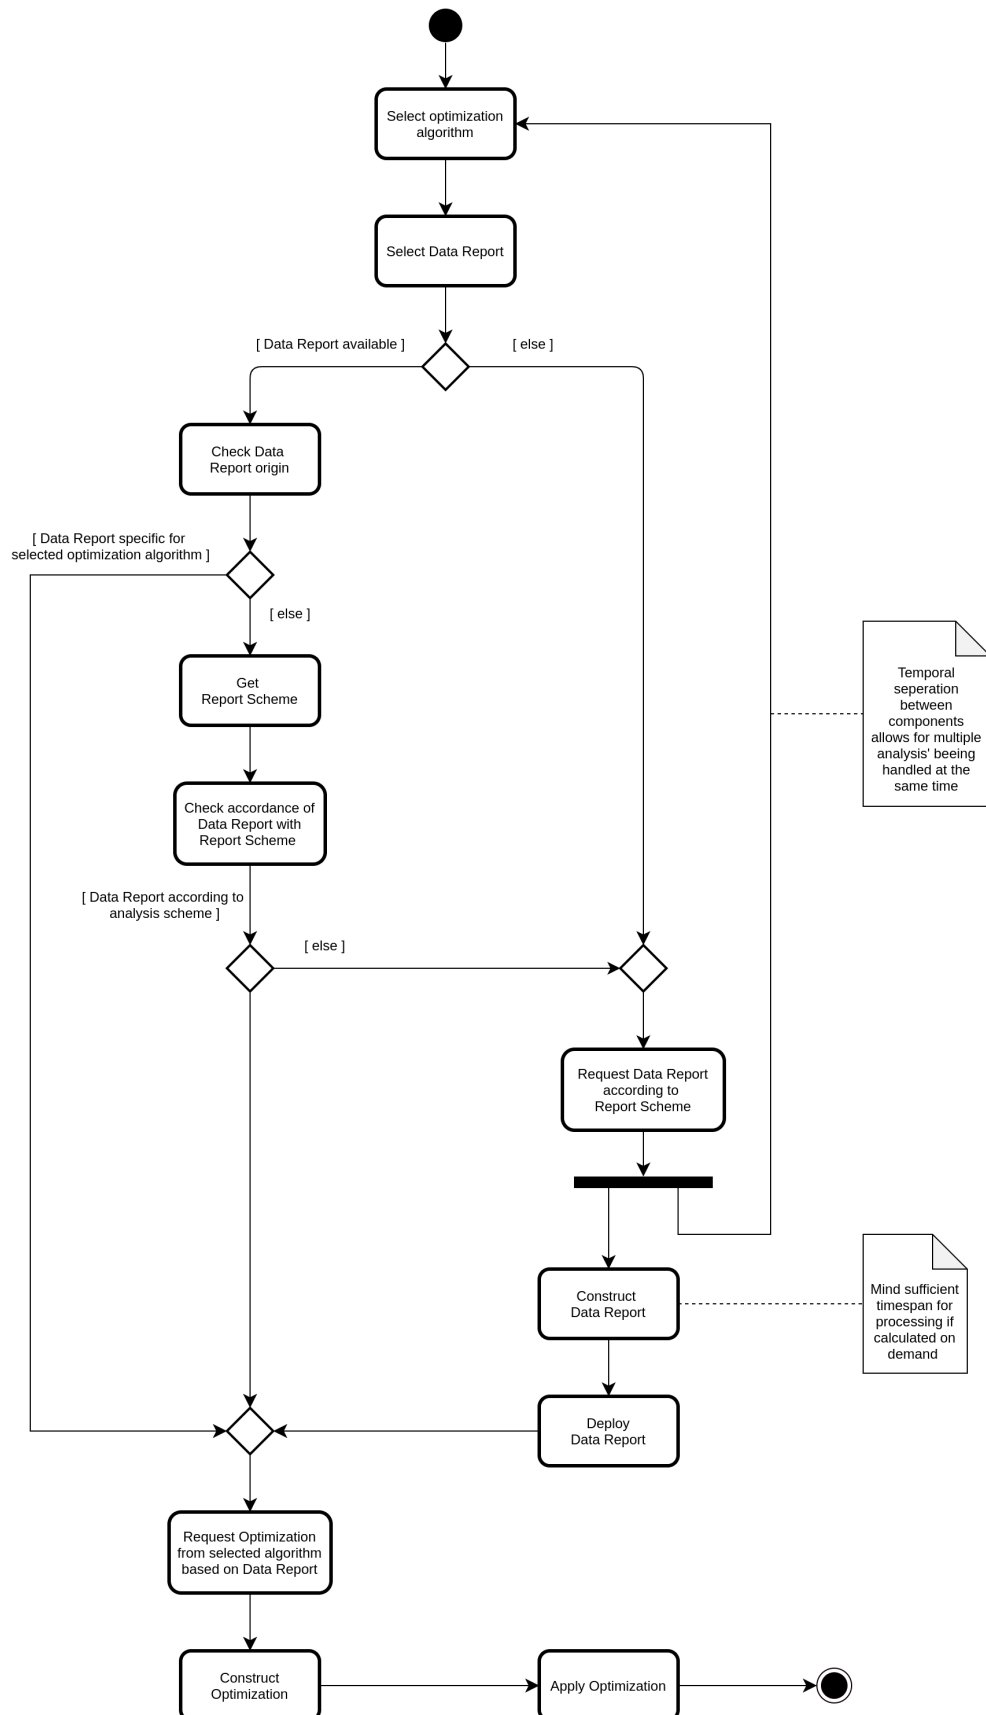 Select optimization
algorithm
Select Data Report
[ Data Report available ]
[ else ]
Check Data
Report origin
[ Data Report specific for
selected optimization algorithm ]
[ else ]
Get
Report Scheme
Temporal
seperation
between
components
allows for multiple
analysis' beeing
handled at the
same time
Check accordance of
Data Report with
Report Scheme
[ Data Report according to
analysis scheme ]
[ else ]
Request Data Report
according to
Report Scheme
Construct
Data Report
Mind sufficient
timespan for
processing if
calculated on
demand
Deploy
Data Report
Request Optimization
from selected algorithm
based on Data Report
Construct
Optimization
Apply Optimization